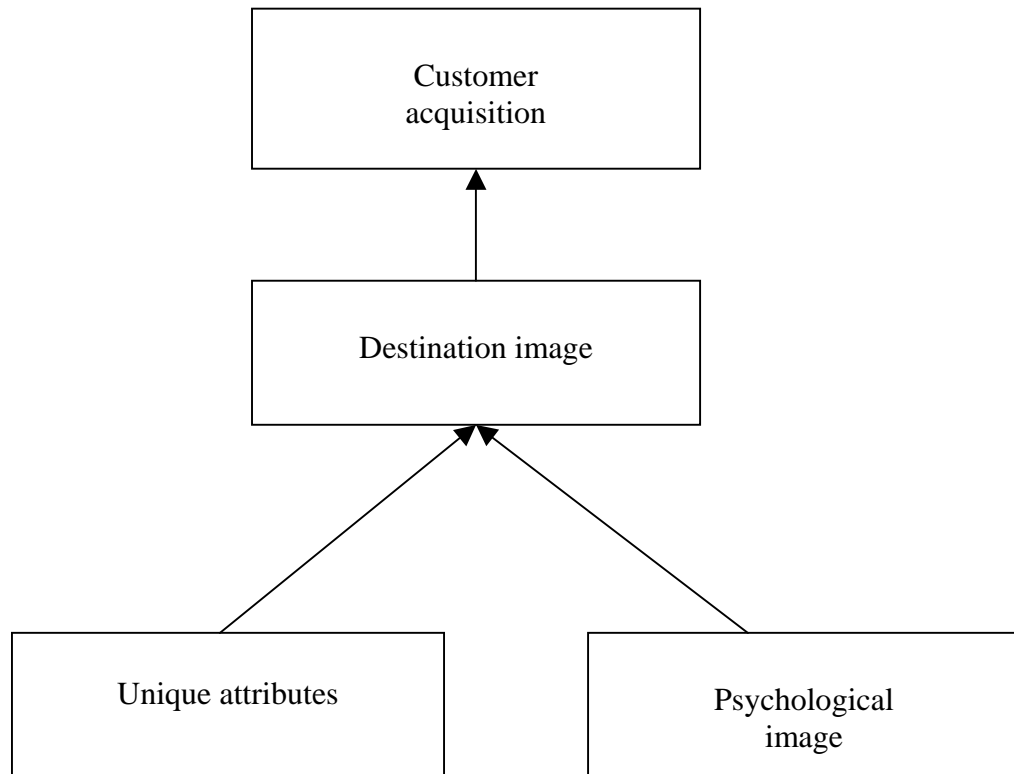 Customer
acquisition
Destination image
Unique attributes
Psychological
image